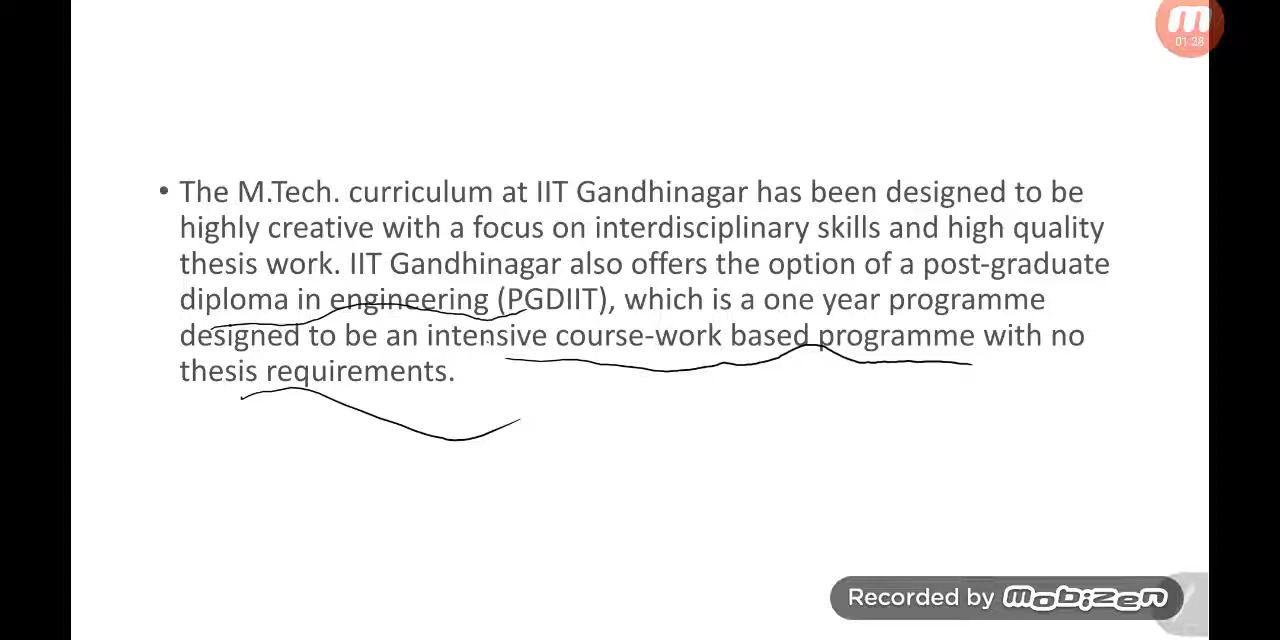 01:28
• The M.Tech. curriculum at IIT Gandhinagar has been designed to be
highly creative with a focus on interdisciplinary skills and high quality
thesis work. IIT Gandhinagar also offers the option of a post-graduate
diploma in engineering (PGDIIT), which is a one year programme
designed to be an intensive course-work based programme with no
thesis requirements.
Recorded by mobizen